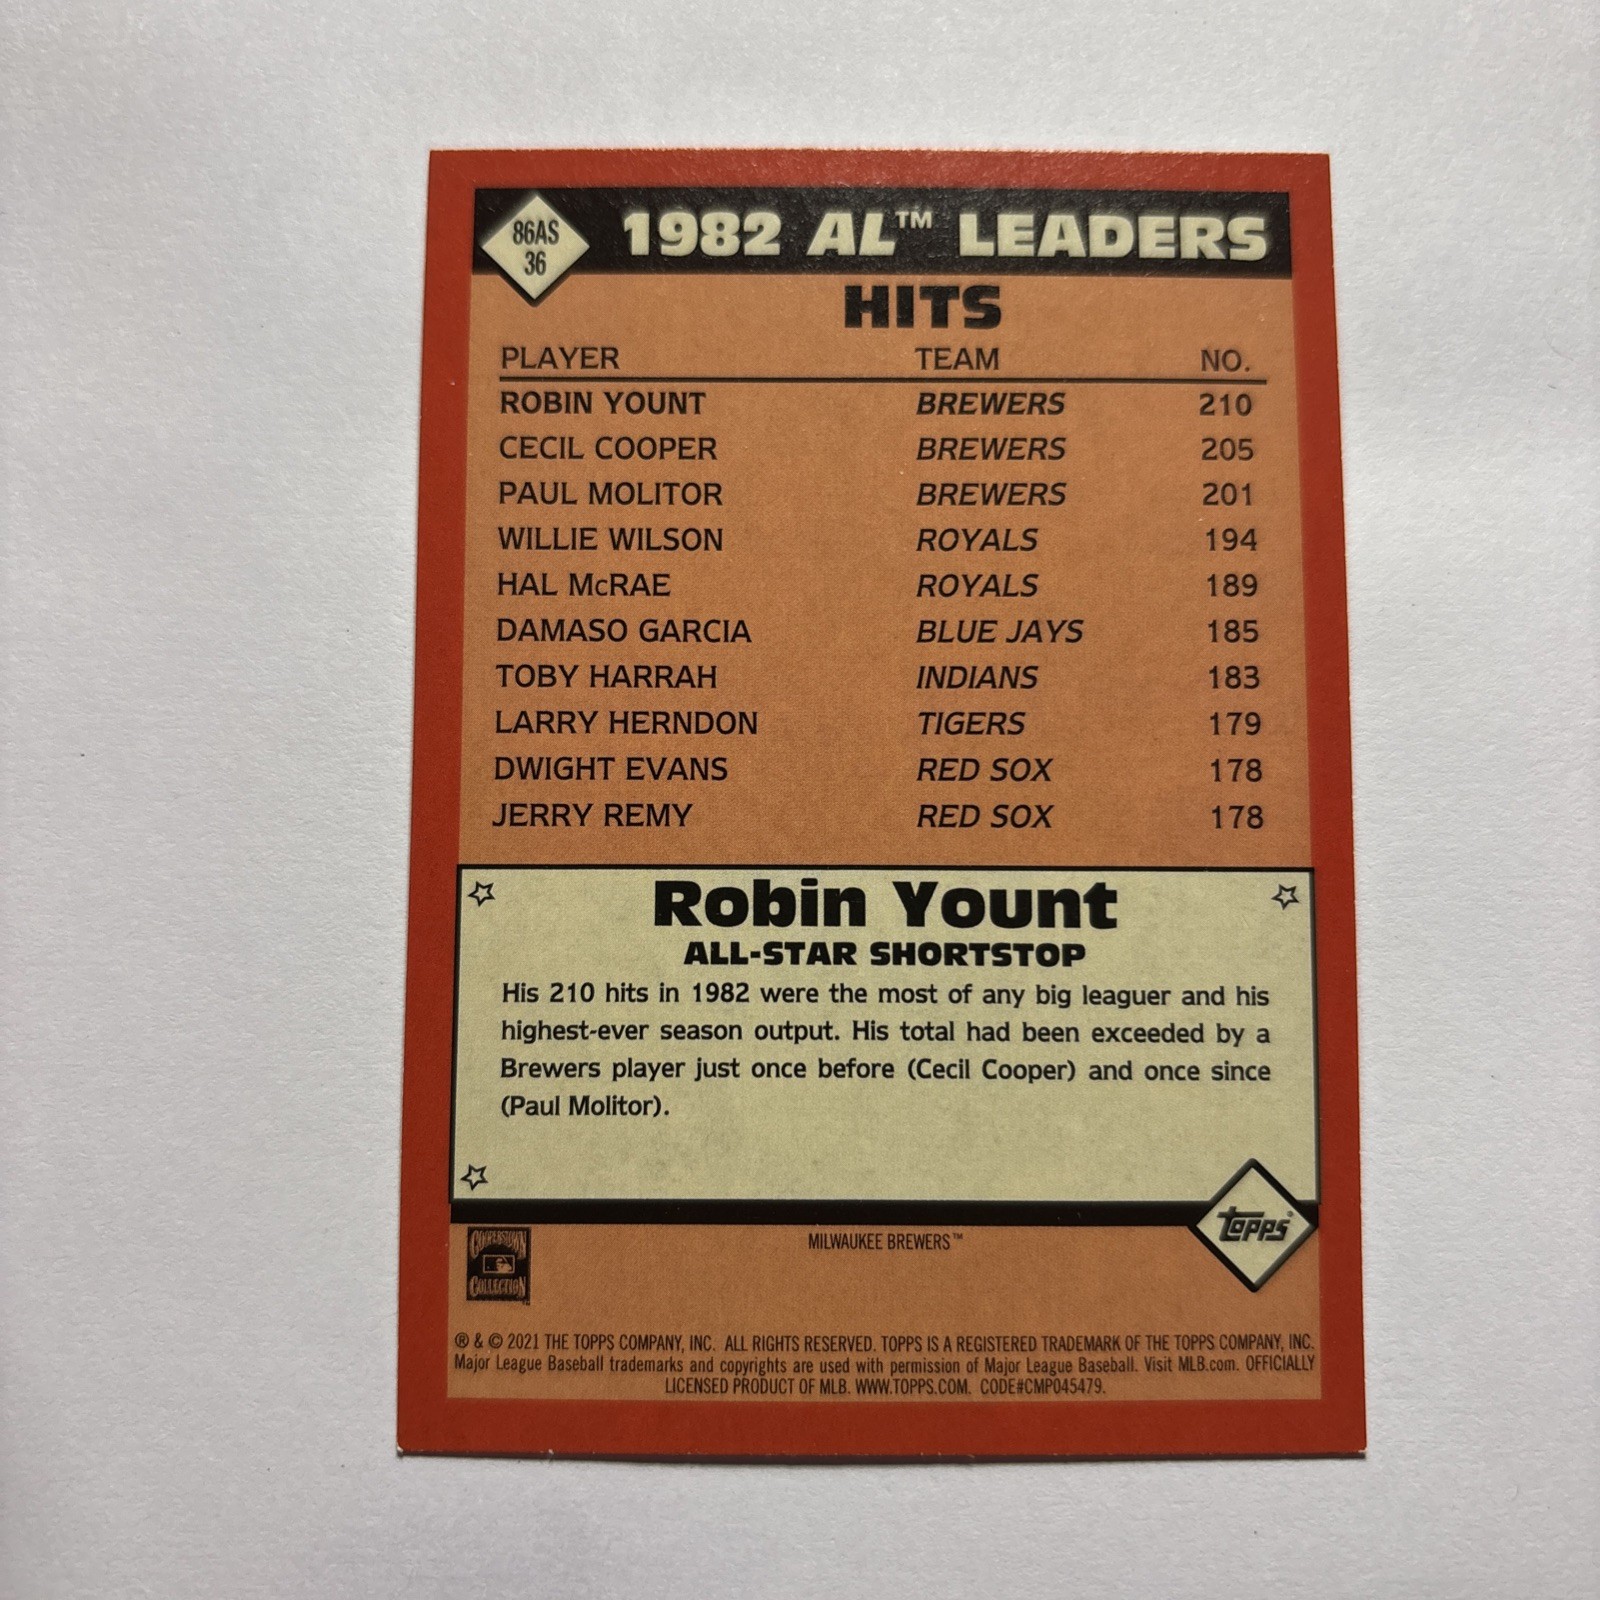 86AS
36
1982 AL™ LEADERS
HITS
PLAYER TEAM NO.
ROBIN YOUNT BREWERS 210
CECIL COOPER BREWERS 205
PAUL MOLITOR BREWERS 201
WILLIE WILSON ROYALS 194
HAL McRAE ROYALS 189
DAMASO GARCIA BLUE JAYS 185
TOBY HARRAH INDIANS 183
LARRY HERNDON TIGERS 179
DWIGHT EVANS RED SOX 178
JERRY REMY RED SOX 178
Robin Yount
ALL-STAR SHORTSTOP
His 210 hits in 1982 were the most of any big leaguer and his
highest-ever season output. His total had been exceeded by a
Brewers player just once before (Cecil Cooper) and once since
(Paul Molitor).
Topps®
COOPERSTOWN
COLLECTION
MILWAUKEE BREWERS™
® & © 2021 THE TOPPS COMPANY, INC. ALL RIGHTS RESERVED. TOPPS IS A REGISTERED TRADEMARK OF THE TOPPS COMPANY, INC.
Major League Baseball trademarks and copyrights are used with permission of Major League Baseball. Visit MLB.com. OFFICIALLY
LICENSED PRODUCT OF MLB. WWW.TOPPS.COM. CODE#CMP045479.